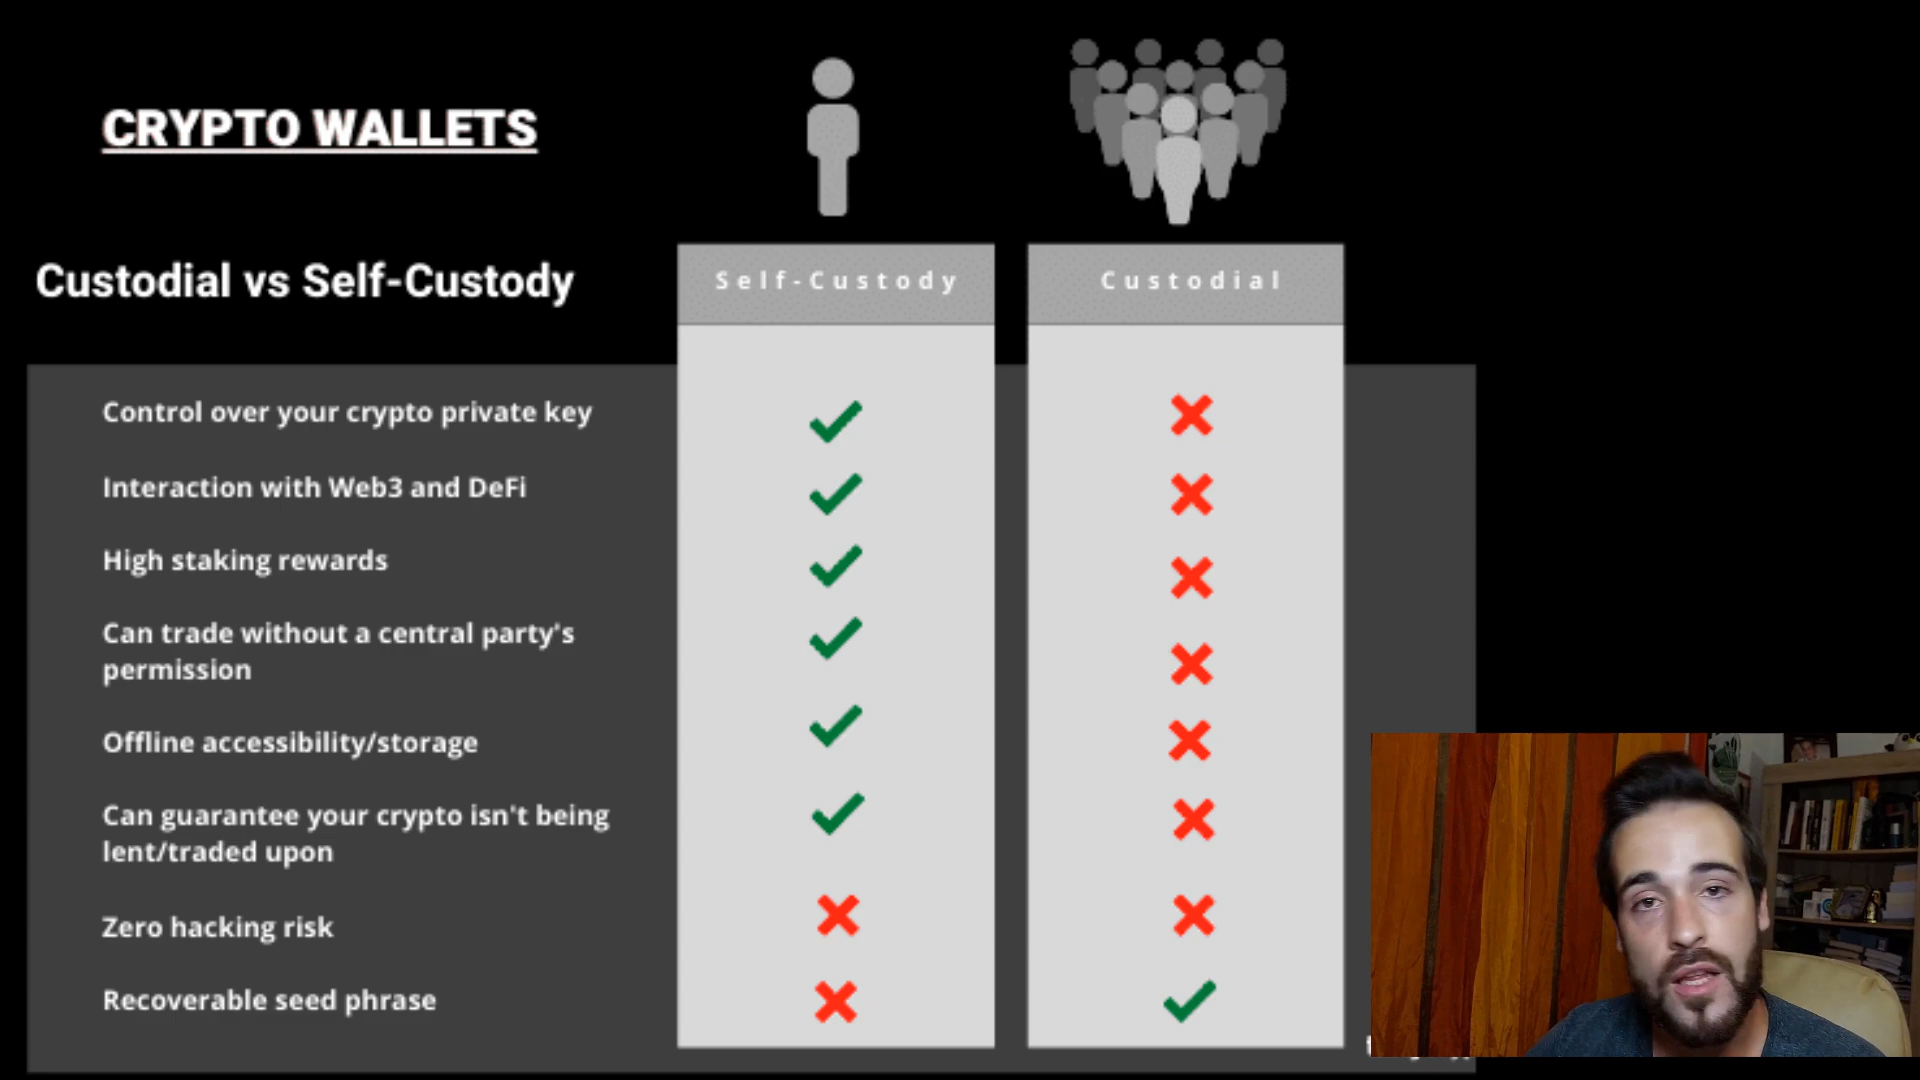 CRYPTO WALLETS
Custodial vs Self-Custody
Self-Custody
Custodial
Control over your crypto private key
Interaction with Web3 and DeFi
High staking rewards
Can trade without a central party's
permission
Offline accessibility/storage
Can guarantee your crypto isn't being
lent/traded upon
Zero hacking risk
Recoverable seed phrase